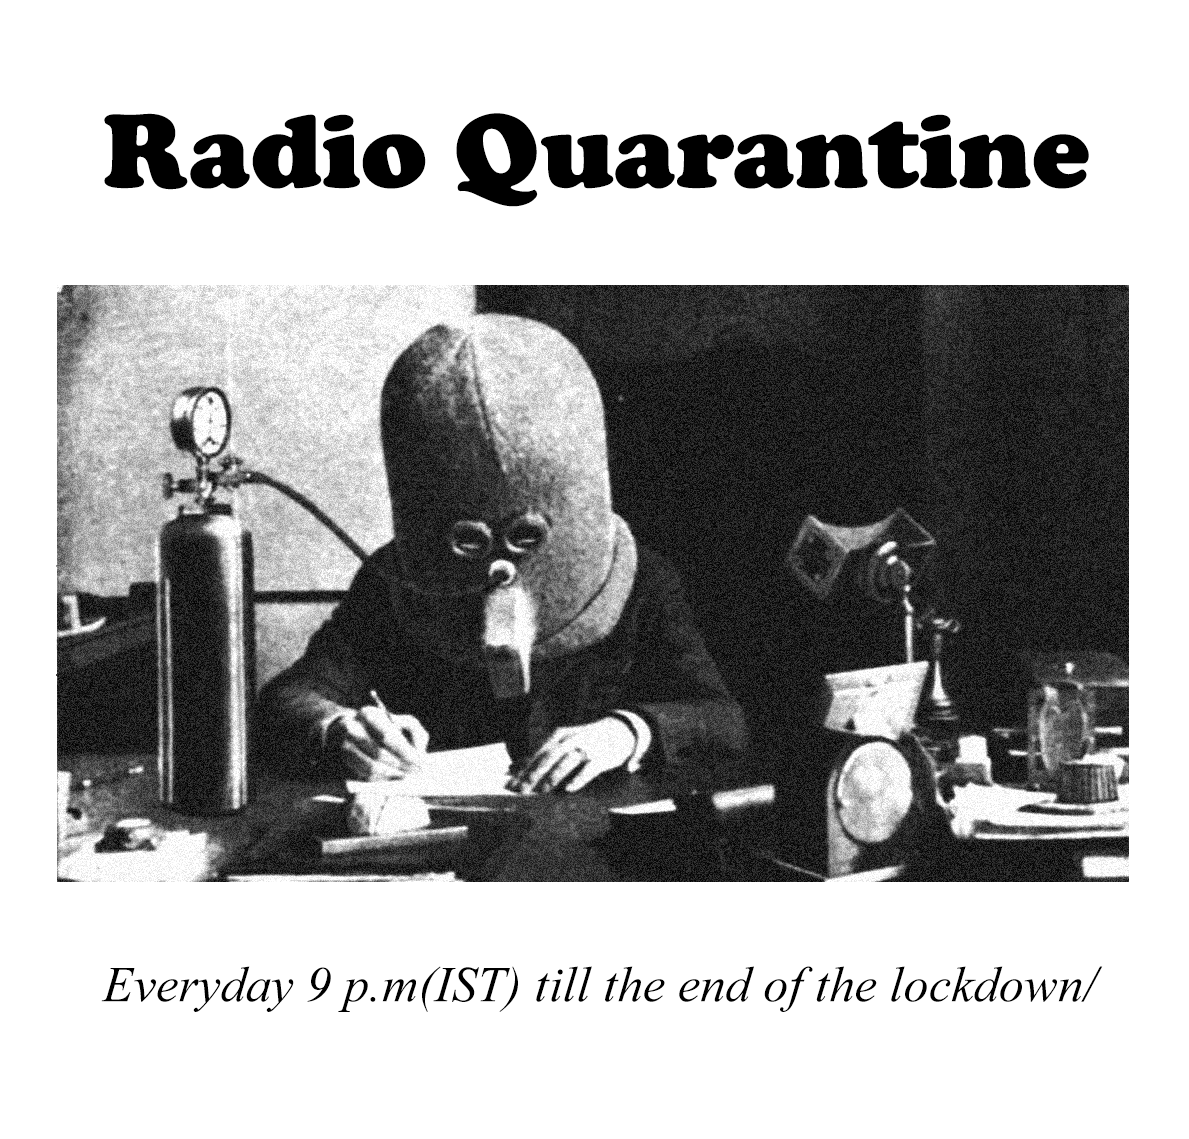 Radio Quarantine
Everyday 9 p.m(IST) till the end of the lockdown/